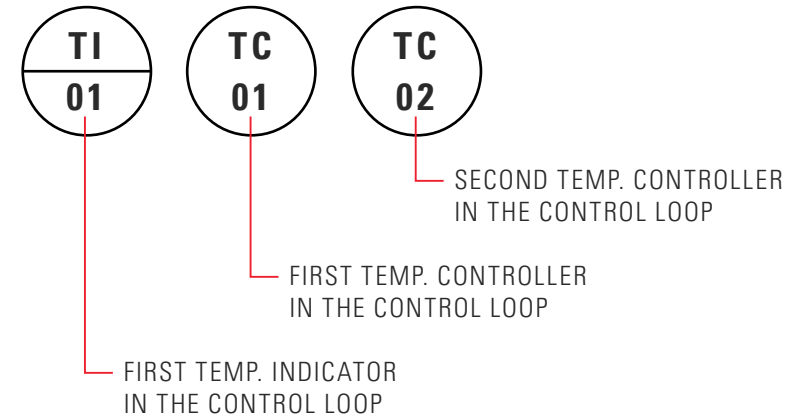 TI
01
TC
01
TC
02
SECOND TEMP. CONTROLLER
IN THE CONTROL LOOP
FIRST TEMP. CONTROLLER
IN THE CONTROL LOOP
FIRST TEMP. INDICATOR
IN THE CONTROL LOOP